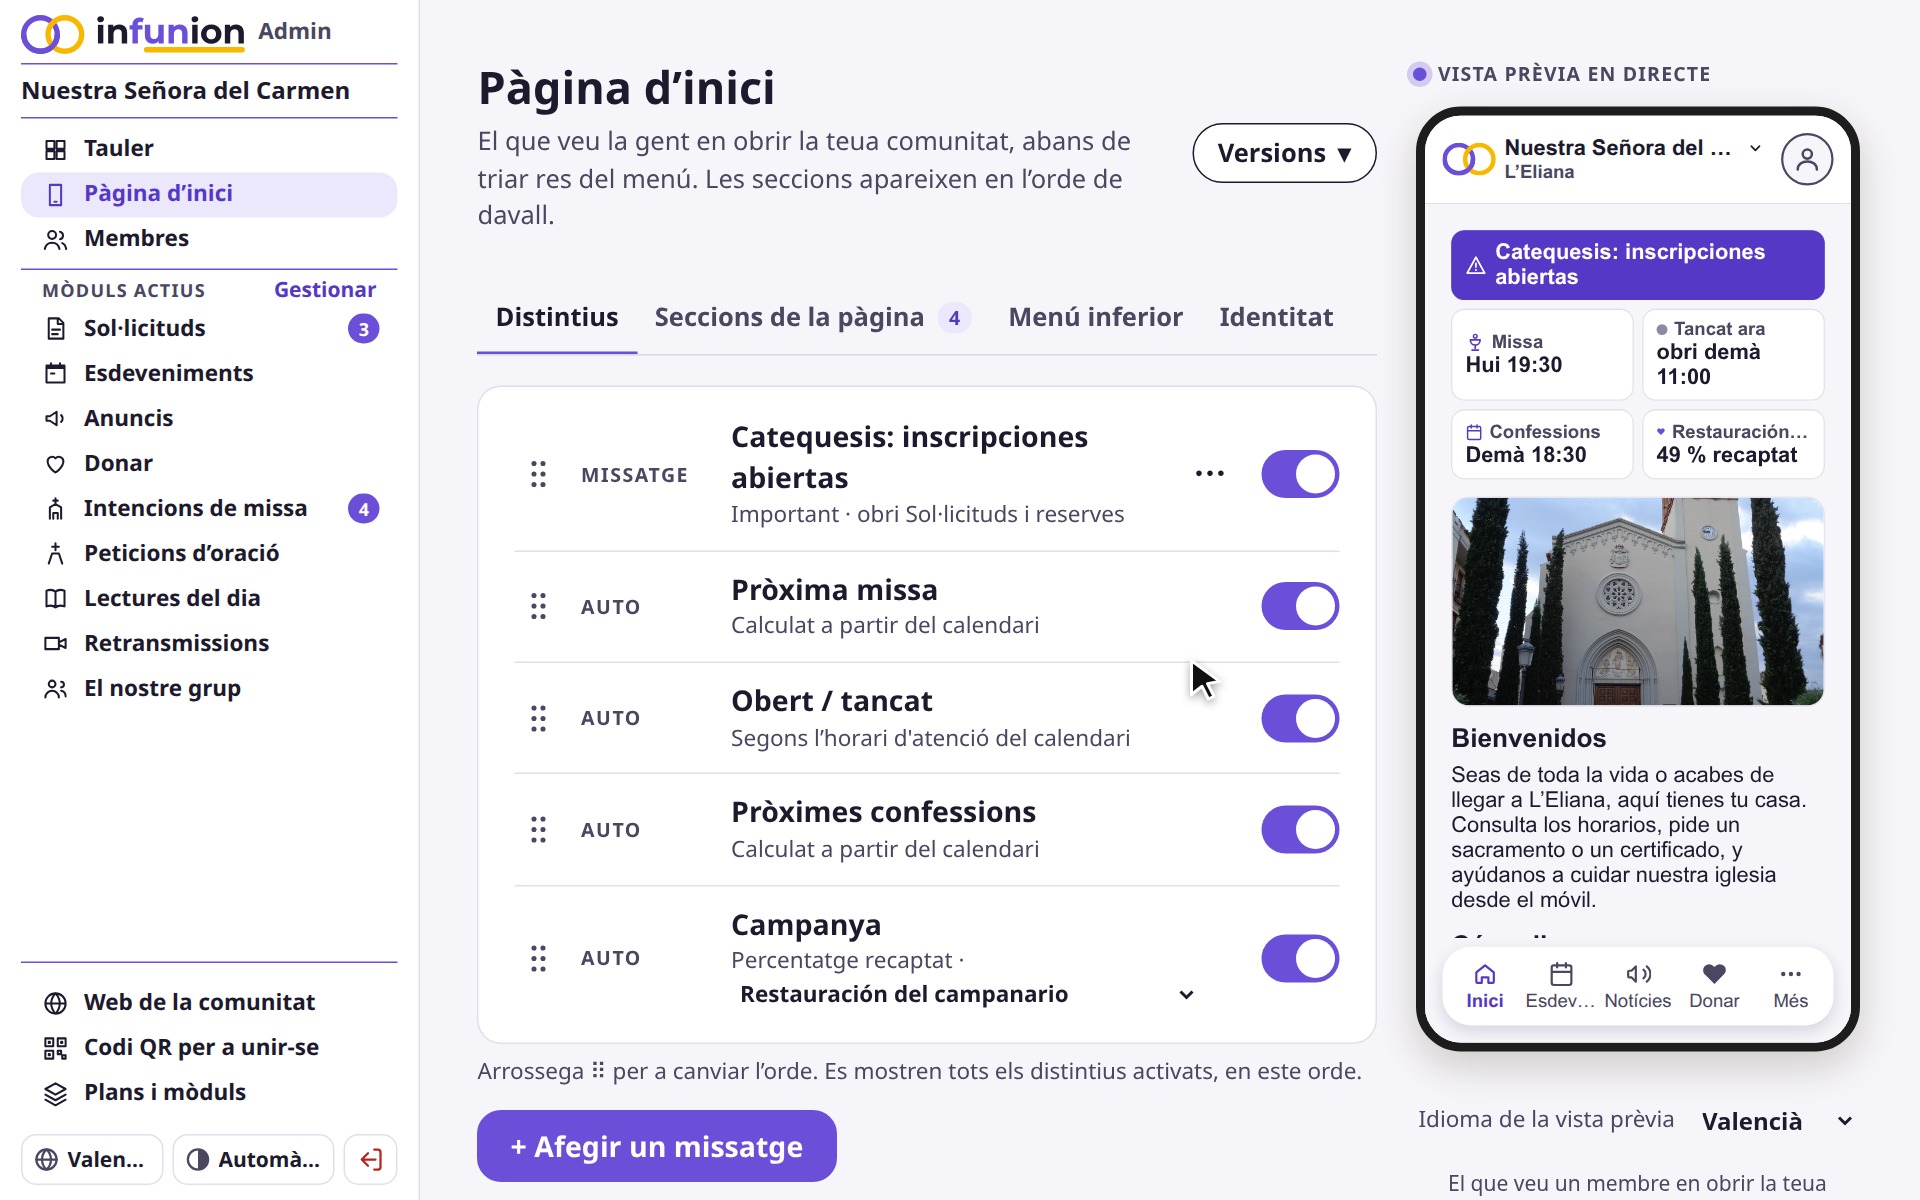 infunion Admin
Nuestra Señora del Carmen
Tauler
Pàgina d’inici
Membres
MÒDULS ACTIUS Gestionar
Sol·licituds 3
Esdeveniments
Anuncis
Donar
Intencions de missa 4
Peticions d’oració
Lectures del dia
Retransmissions
El nostre grup
Web de la comunitat
Codi QR per a unir-se
Plans i mòduls
Valen... Automà...
Pàgina d’inici
El que veu la gent en obrir la teua comunitat, abans de
triar res del menú. Les seccions apareixen en l’orde de
davall.
Versions ▾
Distintius Seccions de la pàgina 4 Menú inferior Identitat
MISSATGE
Catequesis: inscripciones
abiertas
Important · obri Sol·licituds i reserves
AUTO
Pròxima missa
Calculat a partir del calendari
AUTO
Obert / tancat
Segons l’horari d'atenció del calendari
AUTO
Pròximes confessions
Calculat a partir del calendari
AUTO
Campanya
Percentatge recaptat ·
Restauración del campanario
Arrossega ⠿ per a canviar l’orde. Es mostren tots els distintius activats, en este orde.
+ Afegir un missatge
VISTA PRÈVIA EN DIRECTE
Nuestra Señora del ...
L’Eliana
Catequesis: inscripciones
abiertas
Missa
Hui 19:30
Tancat ara
obri demà
11:00
Confessions
Demà 18:30
Restauración...
49 % recaptat
Bienvenidos
Seas de toda la vida o acabes de
llegar a L’Eliana, aquí tienes tu casa.
Consulta los horarios, pide un
sacramento o un certificado, y
ayúdanos a cuidar nuestra iglesia
desde el móvil.
Inici Esdev... Notícies Donar Més
Idioma de la vista prèvia Valencià
El que veu un membre en obrir la teua